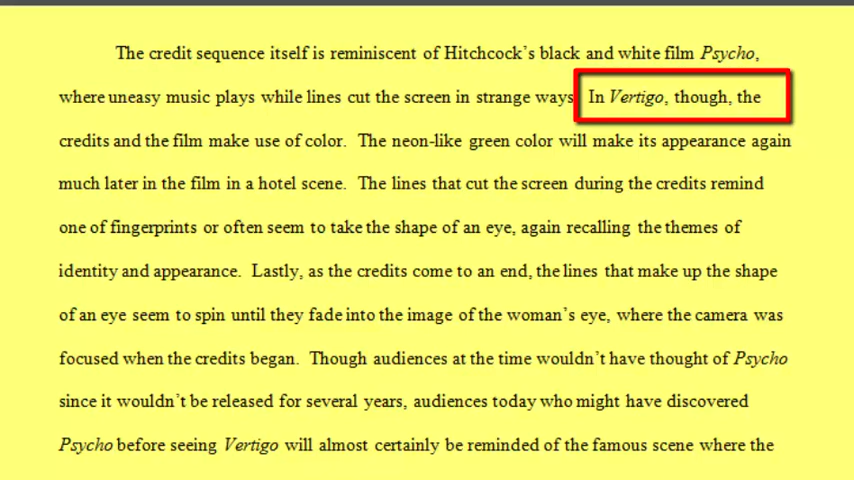 The credit sequence itself is reminiscent of Hitchcock's black and white film Psycho,
where uneasy music plays while lines cut the screen in strange ways. In Vertigo, though, the
credits and the film make use of color. The neon-like green color will make its appearance again
much later in the film in a hotel scene. The lines that cut the screen during the credits remind
one of fingerprints or often seem to take the shape of an eye, again recalling the themes of
identity and appearance. Lastly, as the credits come to an end, the lines that make up the shape
of an eye seem to spin until they fade into the image of the woman's eye, where the camera was
focused when the credits began. Though audiences at the time wouldn't have thought of Psycho
since it wouldn't be released for several years, audiences today who might have discovered
Psycho before seeing Vertigo will almost certainly be reminded of the famous scene where the